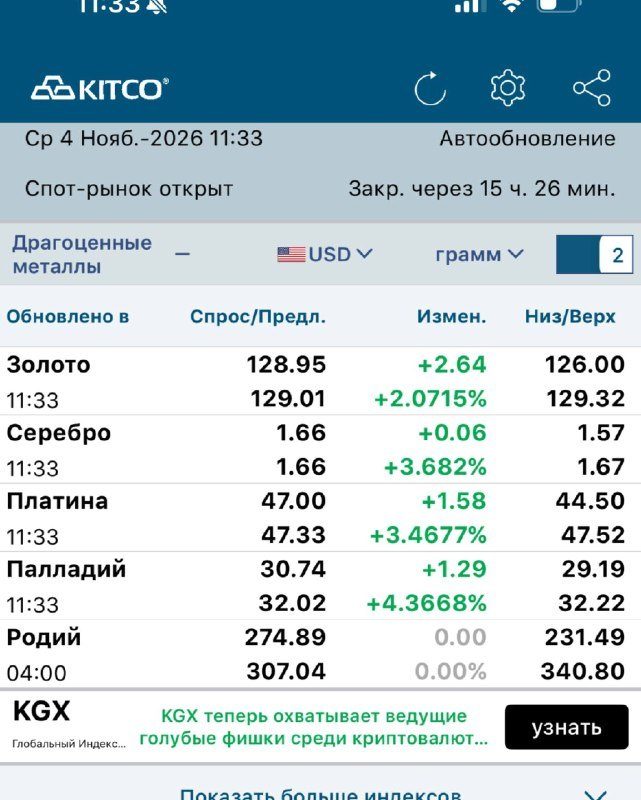 11:33
KITCO®
Ср 4 Нояб.-2026 11:33 Автообновление
Спот-рынок открыт Закр. через 15 ч. 26 мин.
Драгоценные металлы — USD грамм 2
Обновлено в Спрос/Предл. Измен. Низ/Верх
Золото 128.95 +2.64 126.00
11:33 129.01 +2.0715% 129.32
Серебро 1.66 +0.06 1.57
11:33 1.66 +3.682% 1.67
Платина 47.00 +1.58 44.50
11:33 47.33 +3.4677% 47.52
Палладий 30.74 +1.29 29.19
11:33 32.02 +4.3668% 32.22
Родий 274.89 0.00 231.49
04:00 307.04 0.00% 340.80
KGX
Глобальный Индекс...
KGX теперь охватывает ведущие
голубые фишки среди криптовалют...
узнать
Показать больше индексов